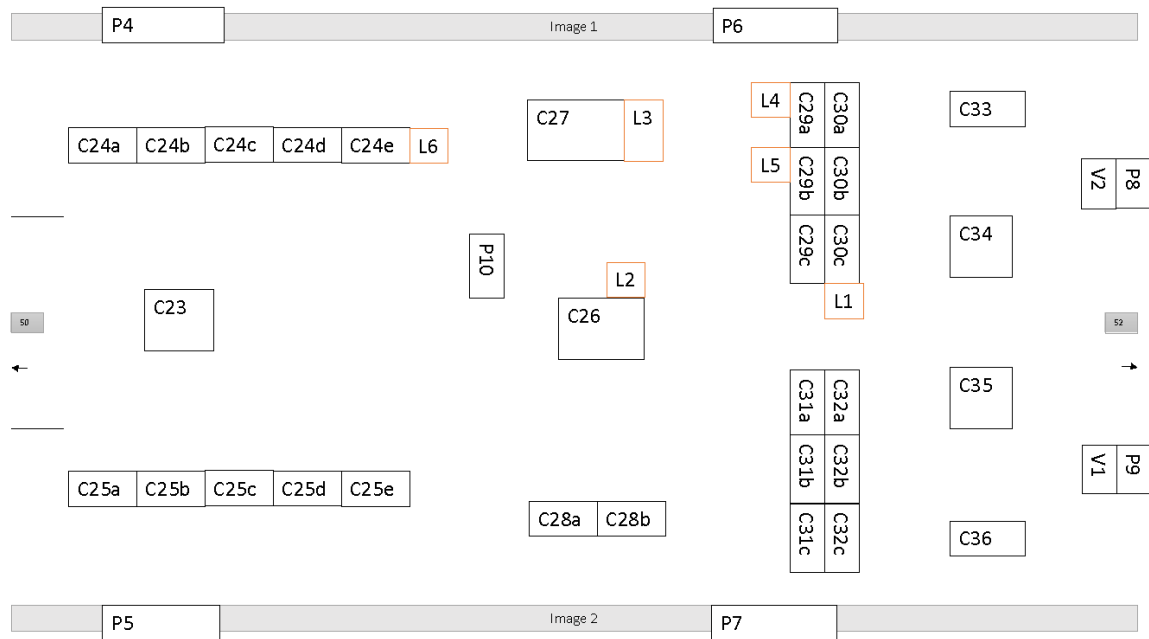 P4
Image 1
P6
C24a
C24b
C24c
C24d
C24e
L6
C27
L3
L4
C29a
C30a
C33
L5
C29b
C30b
V2
P8
P10
C29c
C30c
C34
L2
L1
C23
C26
50
52
C31a
C32a
C35
C31b
C32b
V1
P9
C25a
C25b
C25c
C25d
C25e
C28a
C28b
C31c
C32c
C36
P5
Image 2
P7